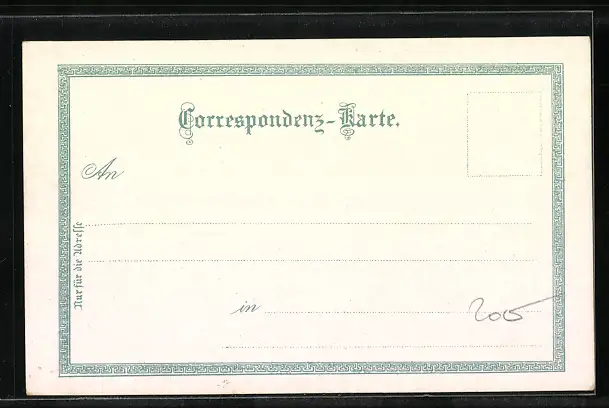 Correspondenz-Karte.
An
Nur für die Adresse
in
205